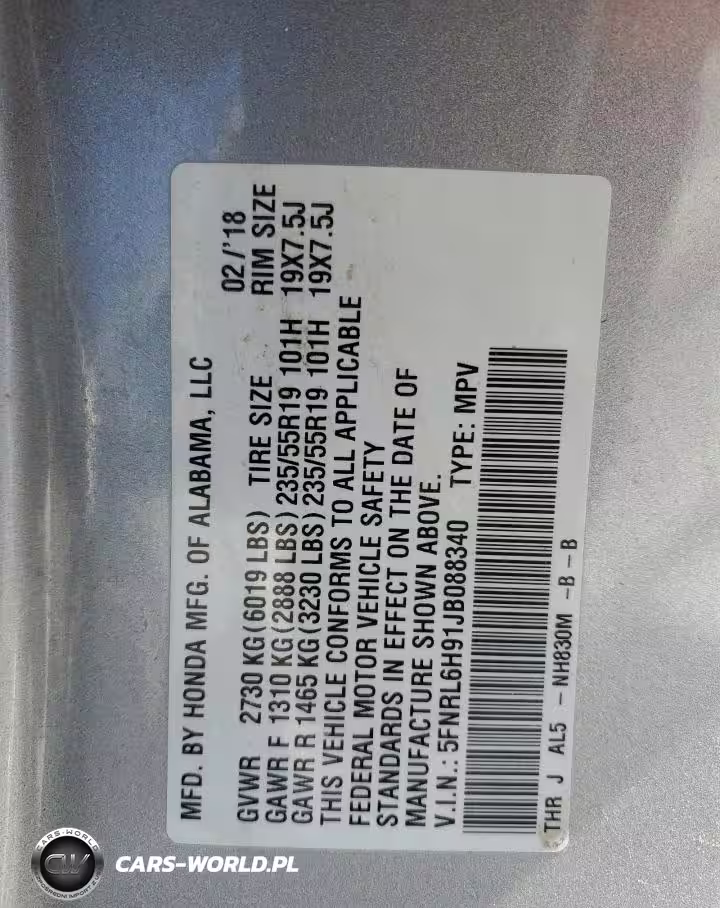 MFD. BY HONDA MFG. OF ALABAMA, LLC 02/'18
GVWR 2730 KG (6019 LBS) TIRE SIZE RIM SIZE
GAWR F 1310 KG (2888 LBS) 235/55R19 101H 19X7.5J
GAWR R 1465 KG (3230 LBS) 235/55R19 101H 19X7.5J
THIS VEHICLE CONFORMS TO ALL APPLICABLE
FEDERAL MOTOR VEHICLE SAFETY
STANDARDS IN EFFECT ON THE DATE OF
MANUFACTURE SHOWN ABOVE.
V.I.N.: 5FNRL6H91JB088340 TYPE: MPV
THR J AL5 - NH830M -B-B
CARS-WORLD
CW
CARS-WORLD.PL